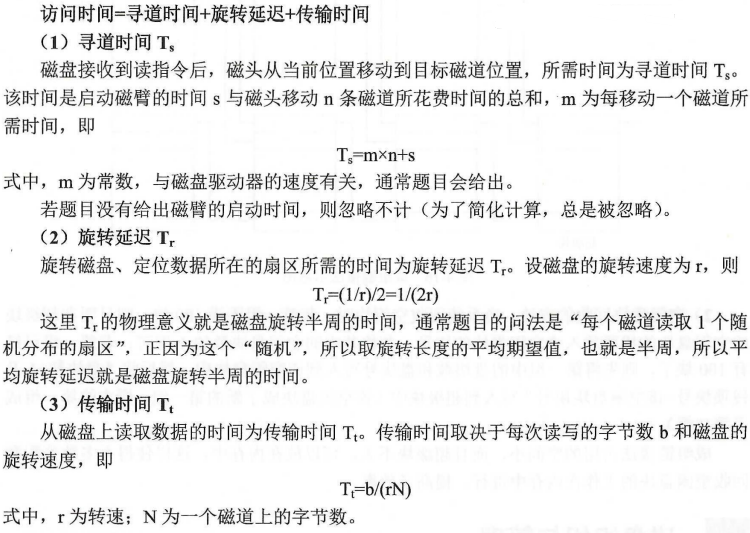 访问时间=寻道时间+旋转延迟+传输时间
（1）寻道时间 Ts
磁盘接收到读指令后，磁头从当前位置移动到目标磁道位置，所需时间为寻道时间 Ts。
该时间是启动磁臂的时间 s 与磁头移动 n 条磁道所花费时间的总和，m 为每移动一个磁道所
需时间，即
Ts=m×n+s
式中，m 为常数，与磁盘驱动器的速度有关，通常题目会给出。
若题目没有给出磁臂的启动时间，则忽略不计（为了简化计算，总是被忽略）。
（2）旋转延迟 Tr
旋转磁盘、定位数据所在的扇区所需的时间为旋转延迟 Tr。设磁盘的旋转速度为 r，则
Tr=(1/r)/2=1/(2r)
这里 Tr 的物理意义就是磁盘旋转半周的时间，通常题目的问法是“每个磁道读取 1 个随
机分布的扇区”，正因为这个“随机”，所以取旋转长度的平均期望值，也就是半周，所以平
均旋转延迟就是磁盘旋转半周的时间。
（3）传输时间 Tt
从磁盘上读取数据的时间为传输时间 Tt。传输时间取决于每次读写的字节数 b 和磁盘的
旋转速度，即
Tt=b/(rN)
式中，r 为转速；N 为一个磁道上的字节数。